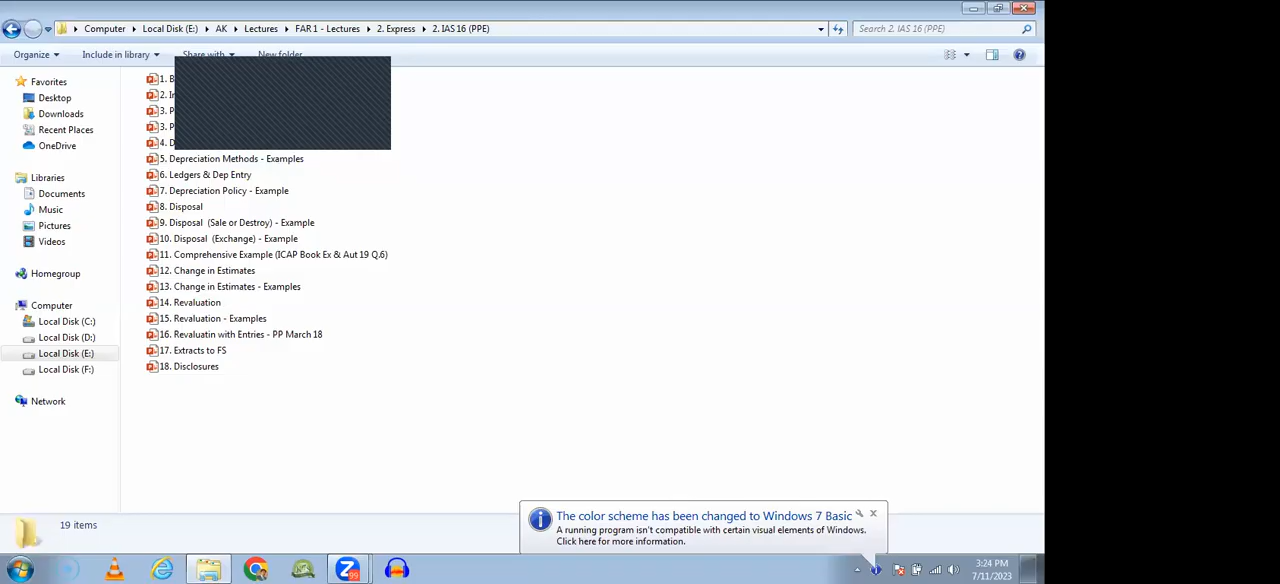 Computer ▸ Local Disk (E:) ▸ AK ▸ Lectures ▸ FAR 1 - Lectures ▸ 2. Express ▸ 2. IAS 16 (PPE)
Search 2. IAS 16 (PPE)
Organize Include in library Share with New folder
Favorites
Desktop
Downloads
Recent Places
OneDrive
Libraries
Documents
Music
Pictures
Videos
Homegroup
Computer
Local Disk (C:)
Local Disk (D:)
Local Disk (E:)
Local Disk (F:)
Network
1. B
2. I
3. P
3. P
4. D
5. Depreciation Methods - Examples
6. Ledgers & Dep Entry
7. Depreciation Policy - Example
8. Disposal
9. Disposal (Sale or Destroy) - Example
10. Disposal (Exchange) - Example
11. Comprehensive Example (ICAP Book Ex & Aut 19 Q.6)
12. Change in Estimates
13. Change in Estimates - Examples
14. Revaluation
15. Revaluation - Examples
16. Revaluatin with Entries - PP March 18
17. Extracts to FS
18. Disclosures
19 items
The color scheme has been changed to Windows 7 Basic
A running program isn't compatible with certain visual elements of Windows.
Click here for more information.
99
3:24 PM
7/11/2023